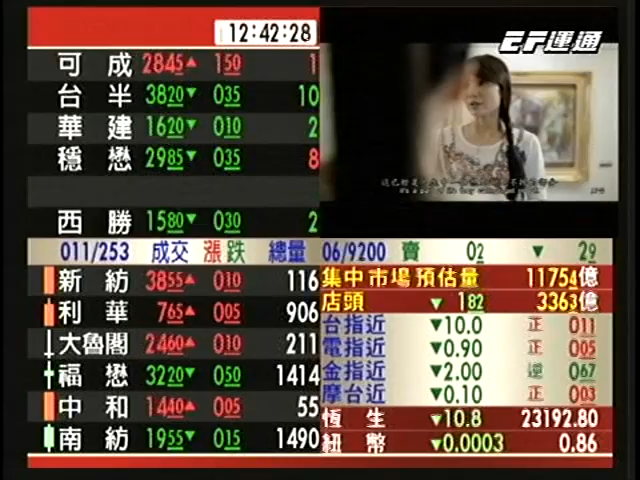 12:42:28
EF運通
可成 2845▲ 150 1
台半 3820▼ 035 10
華建 1620▼ 010 2
穩懋 2985▼ 035 8
西勝 1580▼ 030 2
011/253 成交 漲跌 總量
06/9200 賣 02 ▼ 29
新紡 3855▲ 010 116
利華 765▲ 005 906
大魯閣 2460▲ 010 211
福懋 3220▼ 050 1414
中和 1440▲ 005 55
南紡 1955▼ 015 1490
集中市場預估量 11754億
店頭 ▼ 182 3363億
台指近 ▼10.0 正 011
電指近 ▼0.90 正 005
金指近 ▼2.00 逆 067
摩台近 ▼0.10 正 003
恆生 ▼10.8 23192.80
紐幣 ▼0.0003 0.86